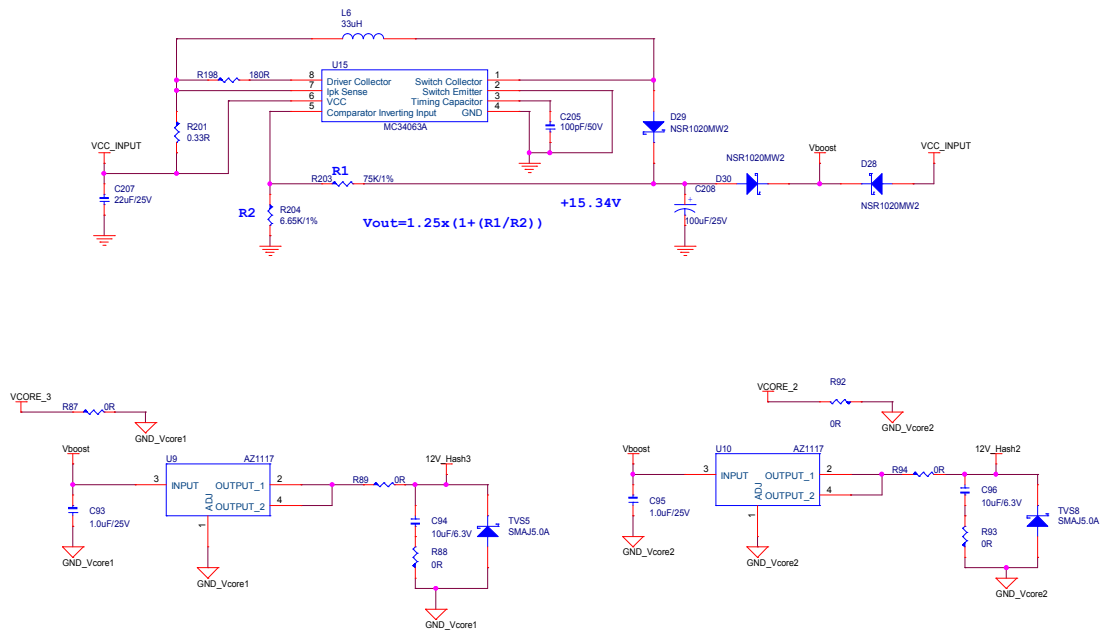 L6
33uH
U15
R198 180R
8 Driver Collector Switch Collector 1
7 Ipk Sense Switch Emitter 2
6 VCC Timing Capacitor 3
5 Comparator Inverting Input GND 4
MC34063A
C205
100pF/50V
D29
NSR1020MW2
R201
0.33R
VCC_INPUT
C207
22uF/25V
R203 R1 75K/1%
R2
R204
6.65K/1%
Vout=1.25x(1+(R1/R2))
+15.34V
C208
100uF/25V
+
D30
NSR1020MW2
Vboost
D28
NSR1020MW2
VCC_INPUT
VCORE_3
R87 0R
GND_Vcore1
Vboost
U9 AZ1117
3 INPUT OUTPUT_1 2
ADJ OUTPUT_2 4
1
C93
1.0uF/25V
GND_Vcore1
GND_Vcore1
R89 0R
12V_Hash3
C94
10uF/6.3V
R88
0R
TVS5
SMAJ5.0A
GND_Vcore1
VCORE_2
R92
0R
GND_Vcore2
Vboost
U10 AZ1117
3 INPUT OUTPUT_1 2
ADJ OUTPUT_2 4
1
C95
1.0uF/25V
GND_Vcore2
GND_Vcore2
R94 0R
12V_Hash2
C96
10uF/6.3V
R93
0R
TVS8
SMAJ5.0A
GND_Vcore2